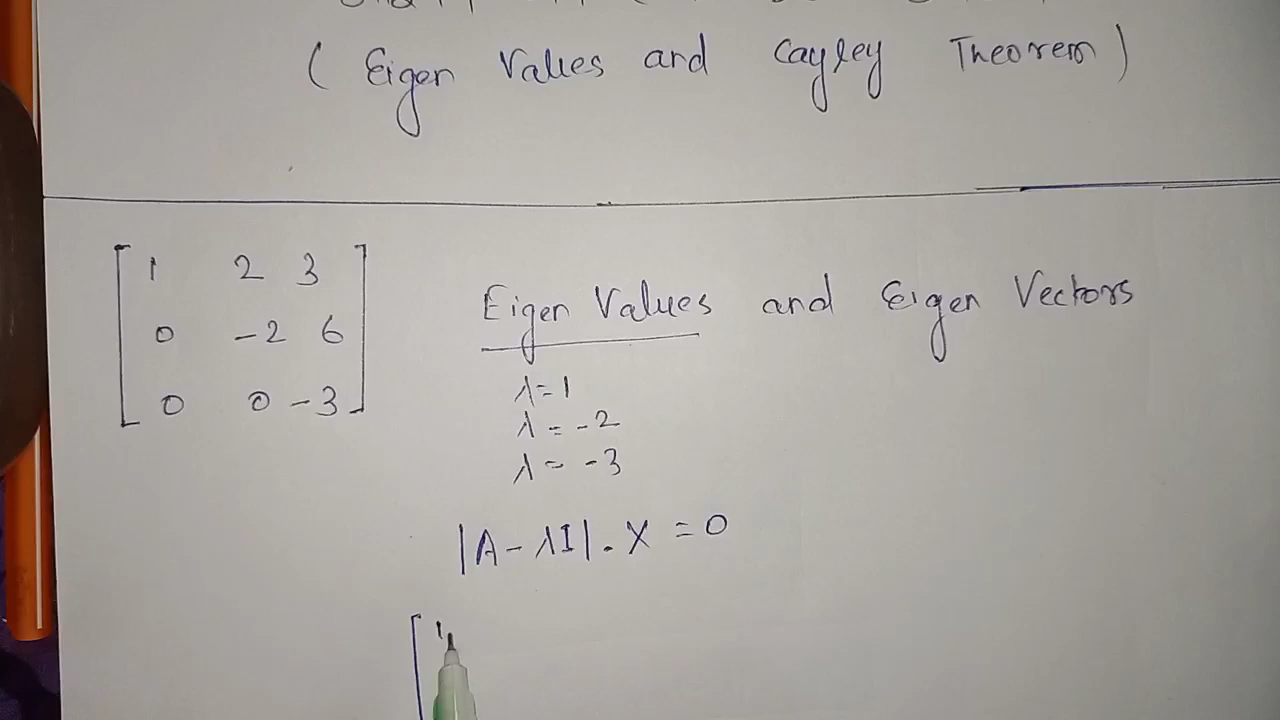 ( Eigen Values and Cayley Theorem )
1 2 3
0 -2 6
0 0 -3
Eigen Values and Eigen Vectors
λ=1
λ = -2
λ = -3
|A - λI| . X = 0
[ 1